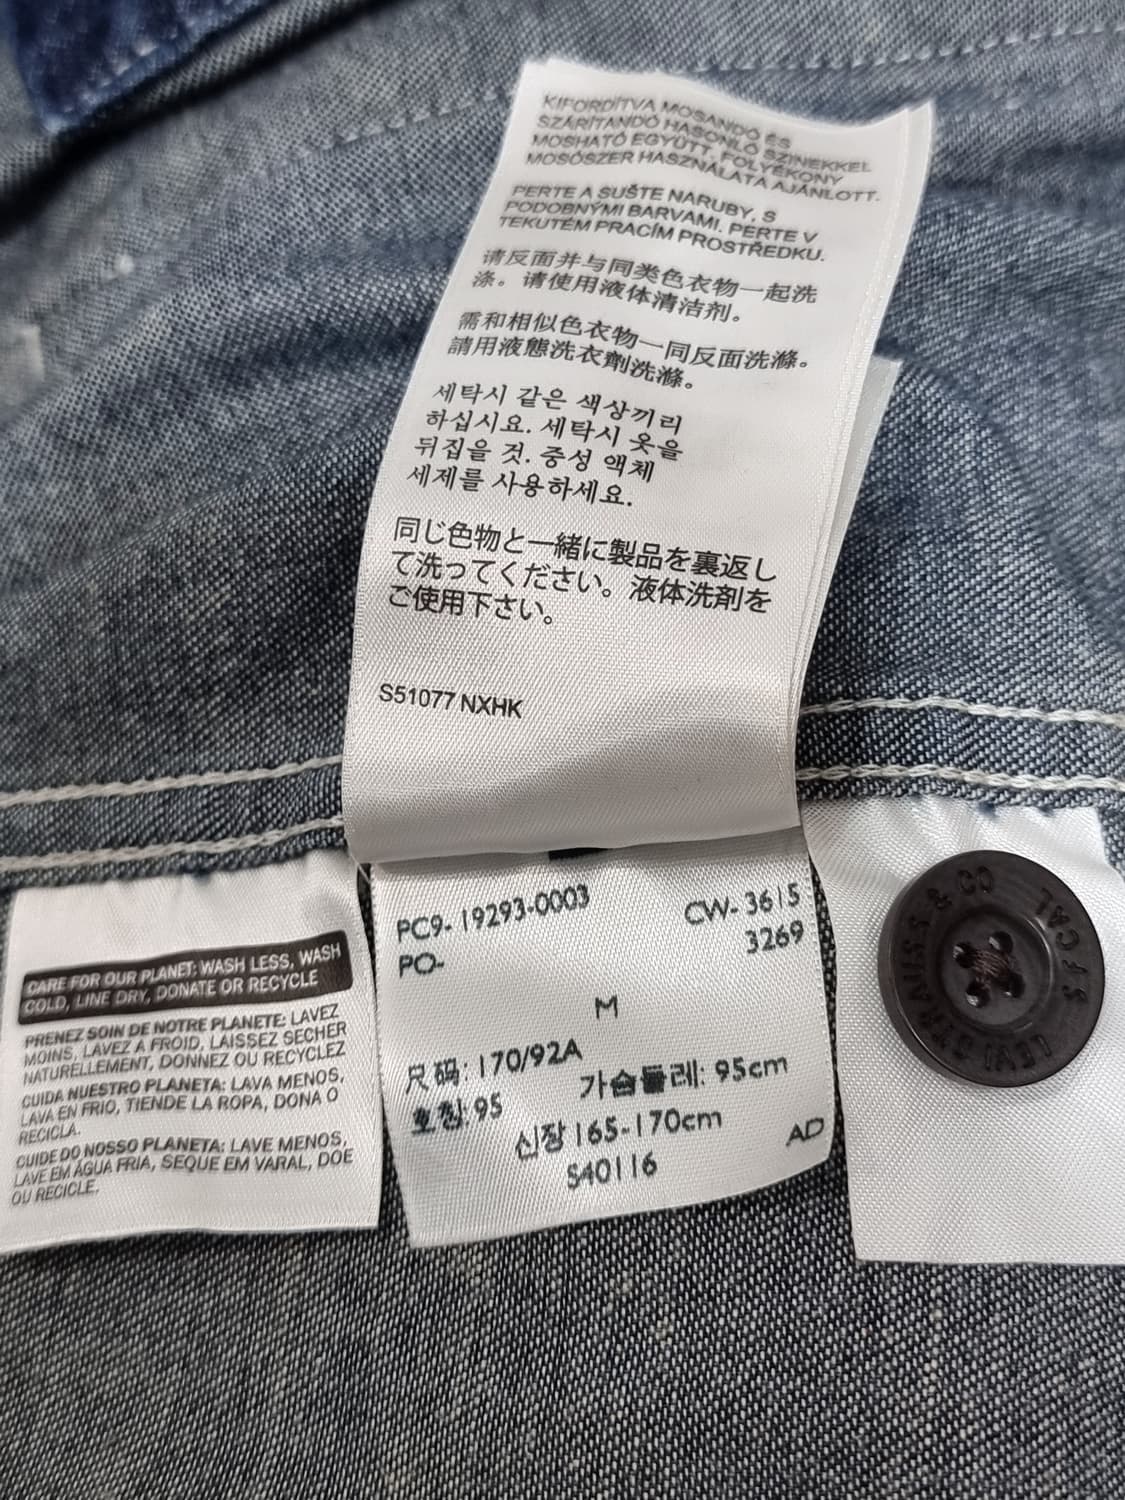 KIFORDÍTVA MOSANDÓ ÉS
SZÁRÍTANDÓ HASONLÓ SZINEKKEL
MOSHATÓ EGYÜTT. FOLYÉKONY
MOSÓSZER HASZNÁLATA AJÁNLOTT.
PERTE A SUŠTE NARUBY, S
PODOBNÝMI BARVAMI. PERTE V
TEKUTÉM PRACÍM PROSTŘEDKU.
请反面并与同类色衣物一起洗
涤。请使用液体清洁剂。
需和相似色衣物一同反面洗滌。
請用液態洗衣劑洗滌。
세탁시 같은 색상끼리
하십시요. 세탁시 옷을
뒤집을 것. 중성 액체
세제를 사용하세요.
同じ色物と一緒に製品を裏返し
て洗ってください。液体洗剤を
ご使用下さい。
S51077 NXHK
CARE FOR OUR PLANET: WASH LESS, WASH
COLD, LINE DRY, DONATE OR RECYCLE
PRENEZ SOIN DE NOTRE PLANETE: LAVEZ
MOINS, LAVEZ A FROID, LAISSEZ SECHER
NATURELLEMENT, DONNEZ OU RECYCLEZ
CUIDA NUESTRO PLANETA: LAVA MENOS,
LAVA EN FRIO, TIENDE LA ROPA, DONA O
RECICLA.
CUIDE DO NOSSO PLANETA: LAVE MENOS,
LAVE EM ÁGUA FRIA, SEQUE EM VARAL, DOE
OU RECICLE.
PC9-19293-0003
CW-3615
PO-
3269
M
尺码: 170/92A
가슴둘레: 95cm
호칭: 95
신장 165-170cm
AD
S40116
LEVI STRAUSS & CO
S F CAL